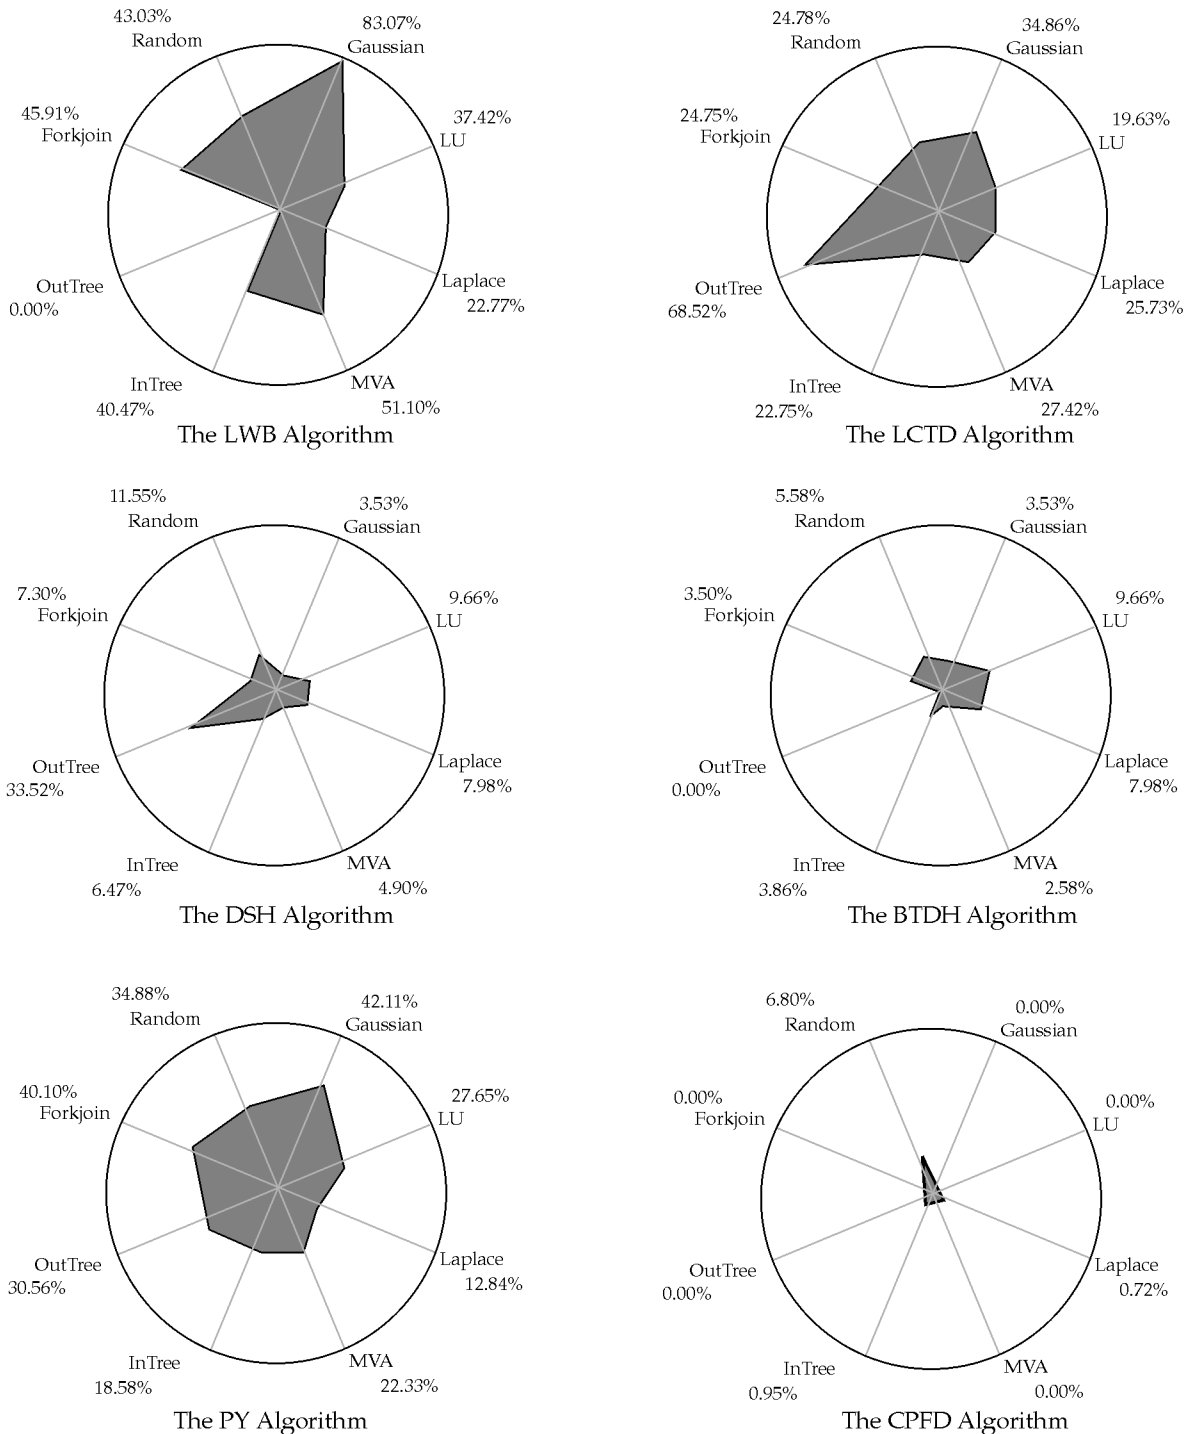 43.03%
Random
83.07%
Gaussian
45.91%
Forkjoin
37.42%
LU
OutTree
0.00%
Laplace
22.77%
InTree
40.47%
MVA
51.10%
The LWB Algorithm
24.78%
Random
34.86%
Gaussian
24.75%
Forkjoin
19.63%
LU
OutTree
68.52%
Laplace
25.73%
InTree
22.75%
MVA
27.42%
The LCTD Algorithm
11.55%
Random
3.53%
Gaussian
7.30%
Forkjoin
9.66%
LU
OutTree
33.52%
Laplace
7.98%
InTree
6.47%
MVA
4.90%
The DSH Algorithm
5.58%
Random
3.53%
Gaussian
3.50%
Forkjoin
9.66%
LU
OutTree
0.00%
Laplace
7.98%
InTree
3.86%
MVA
2.58%
The BTDH Algorithm
34.88%
Random
42.11%
Gaussian
40.10%
Forkjoin
27.65%
LU
OutTree
30.56%
Laplace
12.84%
InTree
18.58%
MVA
22.33%
The PY Algorithm
6.80%
Random
0.00%
Gaussian
0.00%
Forkjoin
0.00%
LU
OutTree
0.00%
Laplace
0.72%
InTree
0.95%
MVA
0.00%
The CPFD Algorithm